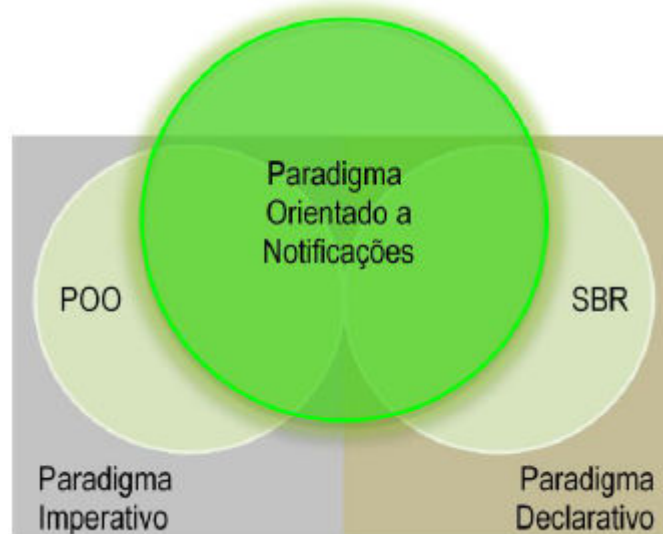 Paradigma
Orientado a
Notificações
POO
SBR
Paradigma
Imperativo
Paradigma
Declarativo